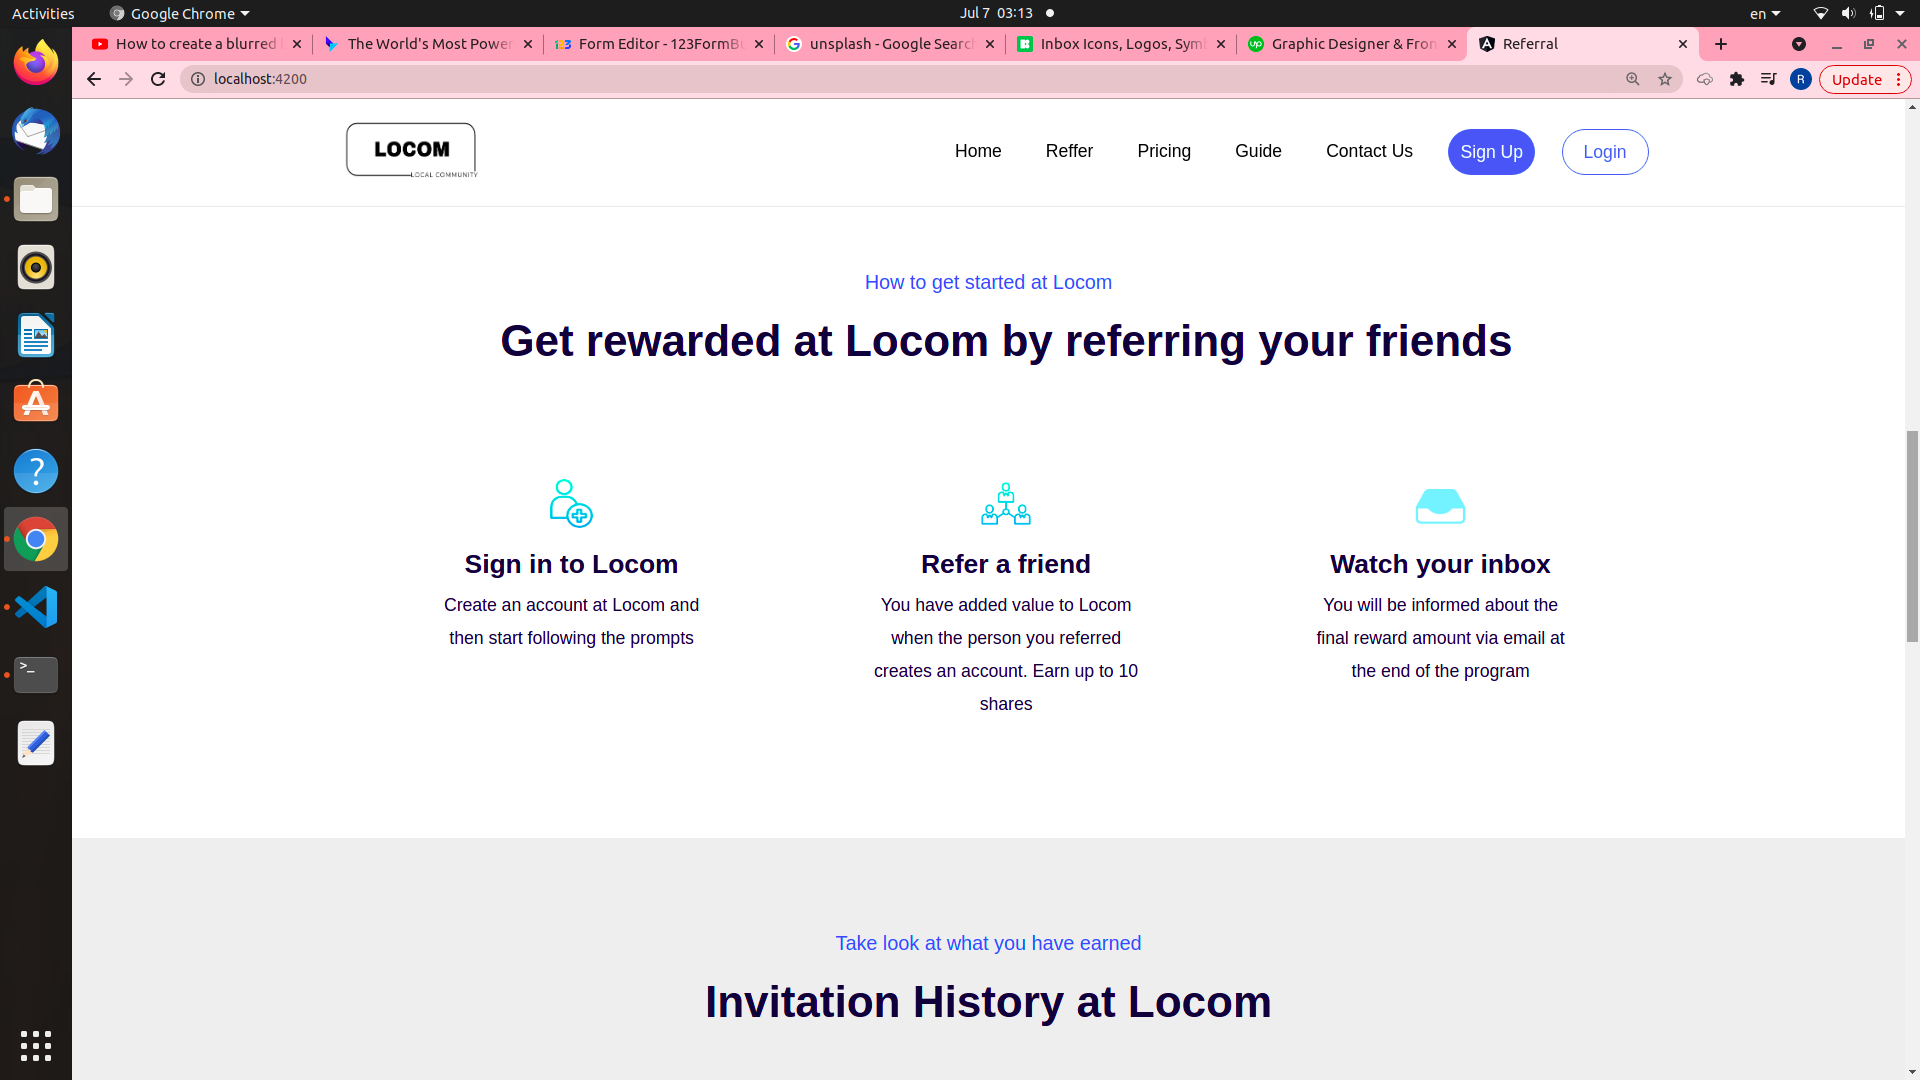 Activities Google Chrome Jul 7 03:13 en
How to create a blurred The World's Most Power Form Editor - 123FormBu unsplash - Google Search Inbox Icons, Logos, Sym Graphic Designer & Fron Referral
localhost:4200 R Update
LOCOM
LOCAL COMMUNITY
Home Reffer Pricing Guide Contact Us Sign Up Login
How to get started at Locom
Get rewarded at Locom by referring your friends
Sign in to Locom
Create an account at Locom and
then start following the prompts
Refer a friend
You have added value to Locom
when the person you referred
creates an account. Earn up to 10
shares
Watch your inbox
You will be informed about the
final reward amount via email at
the end of the program
Take look at what you have earned
Invitation History at Locom